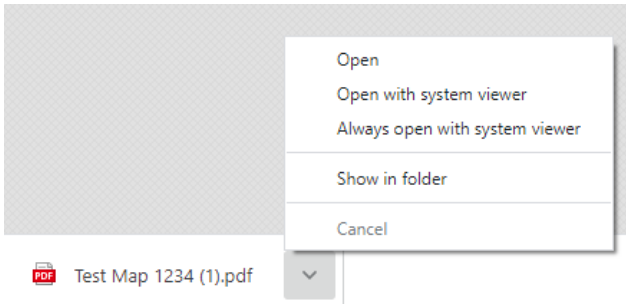 Open
Open with system viewer
Always open with system viewer
Show in folder
Cancel
PDF
Test Map 1234 (1).pdf